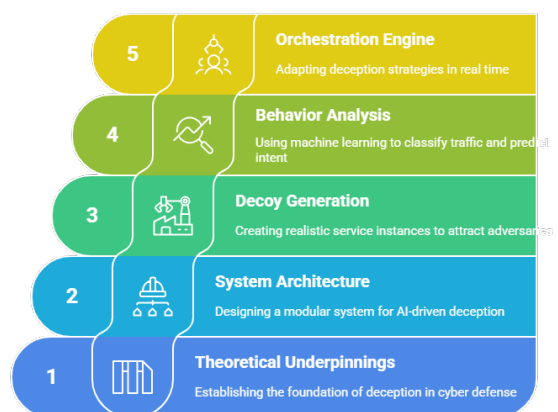 5
Orchestration Engine
Adapting deception strategies in real time
4
Behavior Analysis
Using machine learning to classify traffic and predict
intent
3
Decoy Generation
Creating realistic service instances to attract adversaries
2
System Architecture
Designing a modular system for AI-driven deception
1
Theoretical Underpinnings
Establishing the foundation of deception in cyber defense